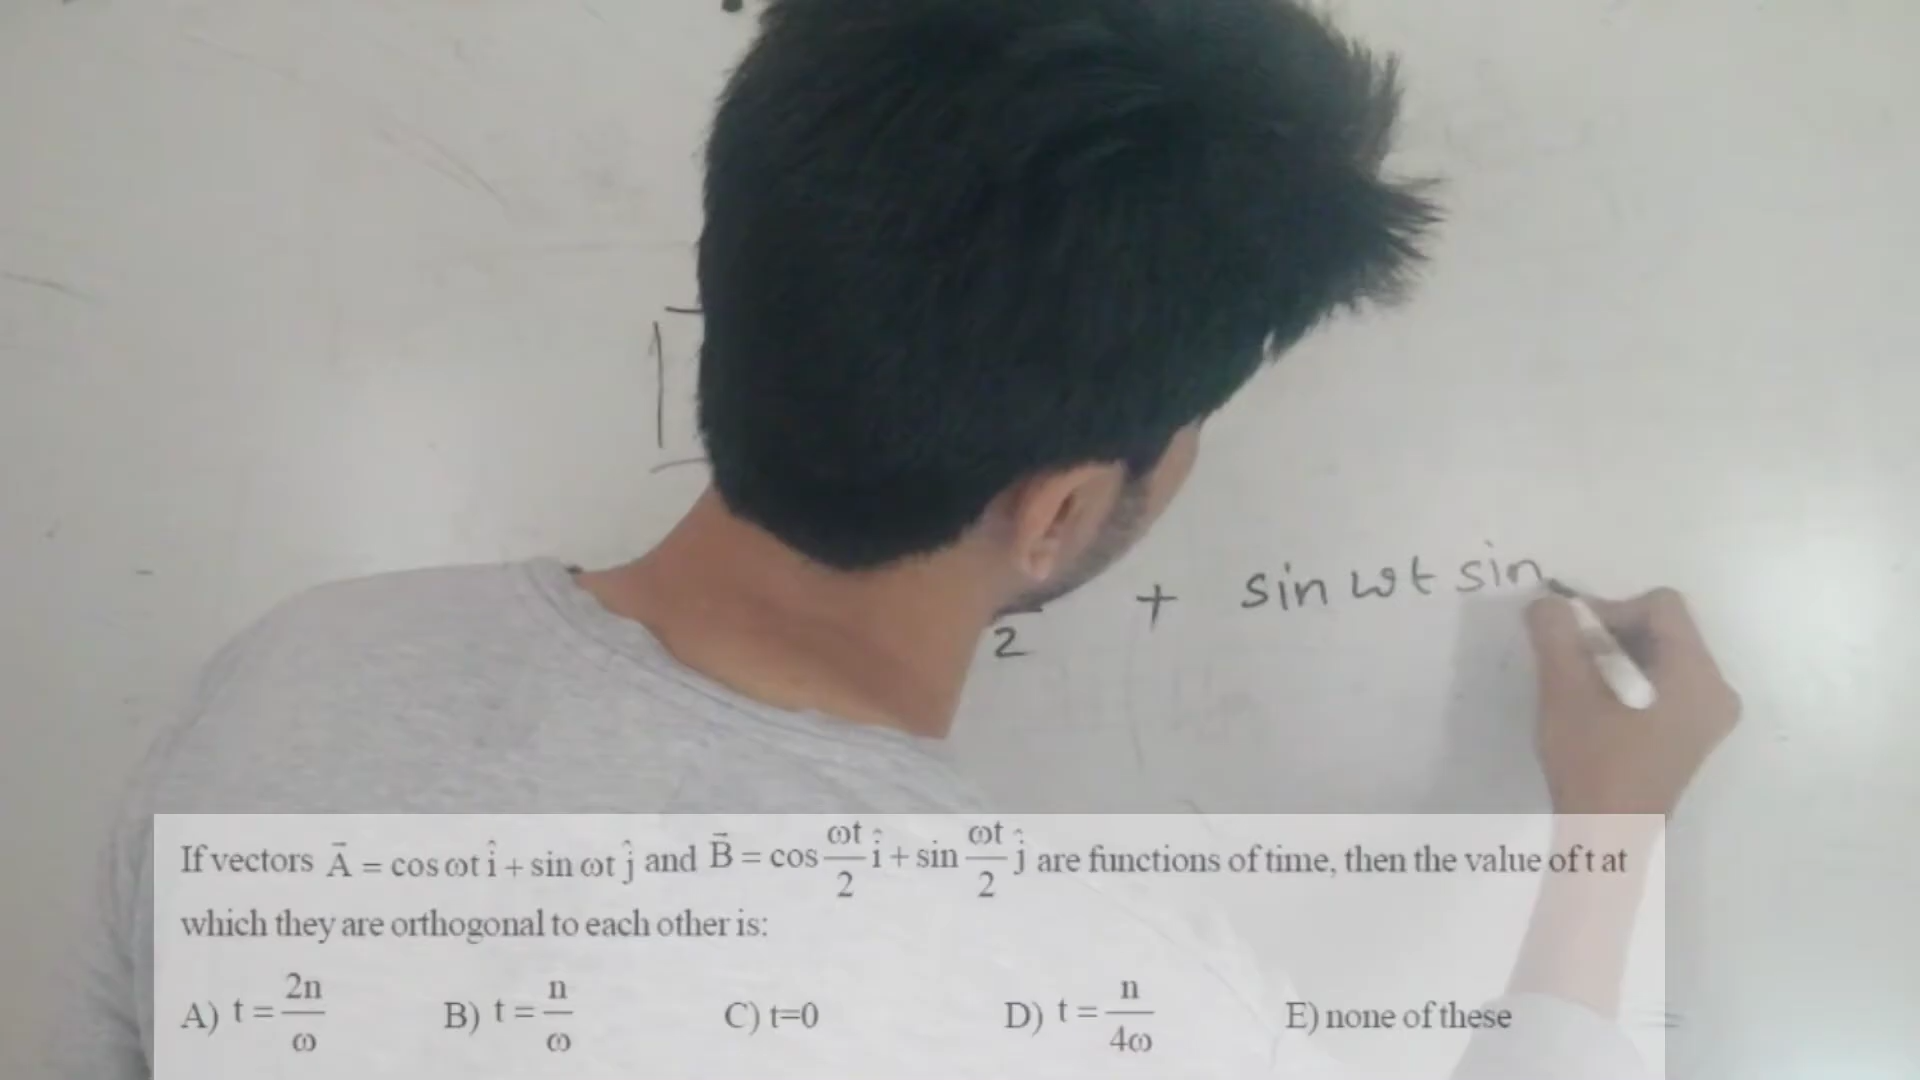 2 + sin ωt sin
If vectors A⃗ = cos ωt î + sin ωt ĵ and B⃗ = cos ωt/2 î + sin ωt/2 ĵ are functions of time, then the value of t at
which they are orthogonal to each other is:
A) t = 2n/ω B) t = n/ω C) t=0 D) t = n/4ω E) none of these